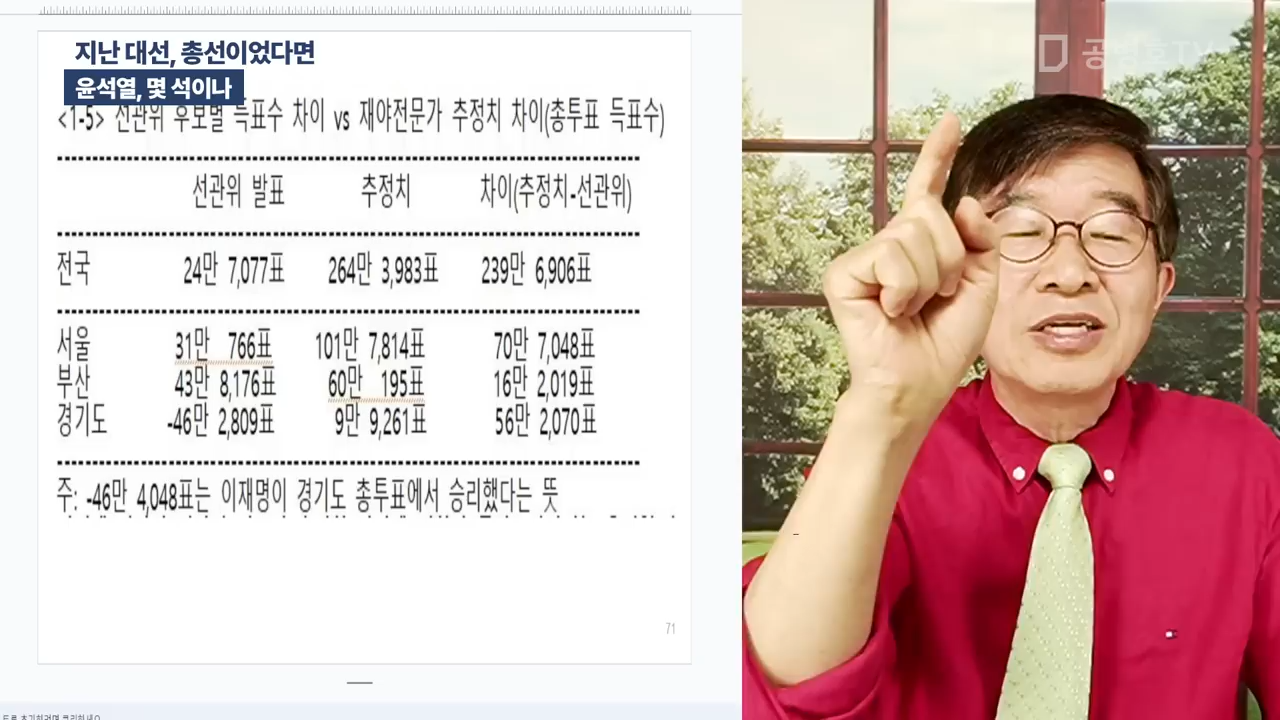 지난 대선, 총선이었다면
윤석열, 몇 석이나
<1-5> 선관위 후보별 득표수 차이 vs 재야전문가 추정치 차이(총투표 득표수)
선관위 발표 추정치 차이(추정치-선관위)
전국 24만 7,077표 264만 3,983표 239만 6,906표
서울 31만 766표 101만 7,814표 70만 7,048표
부산 43만 8,176표 60만 195표 16만 2,019표
경기도 -46만 2,809표 9만 9,261표 56만 2,070표
주: -46만 4,048표는 이재명이 경기도 총투표에서 승리했다는 뜻
71
공병호TV